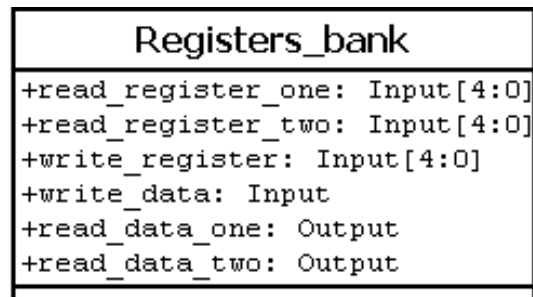 Registers_bank
+read_register_one: Input[4:0]
+read_register_two: Input[4:0]
+write_register: Input[4:0]
+write_data: Input
+read_data_one: Output
+read_data_two: Output